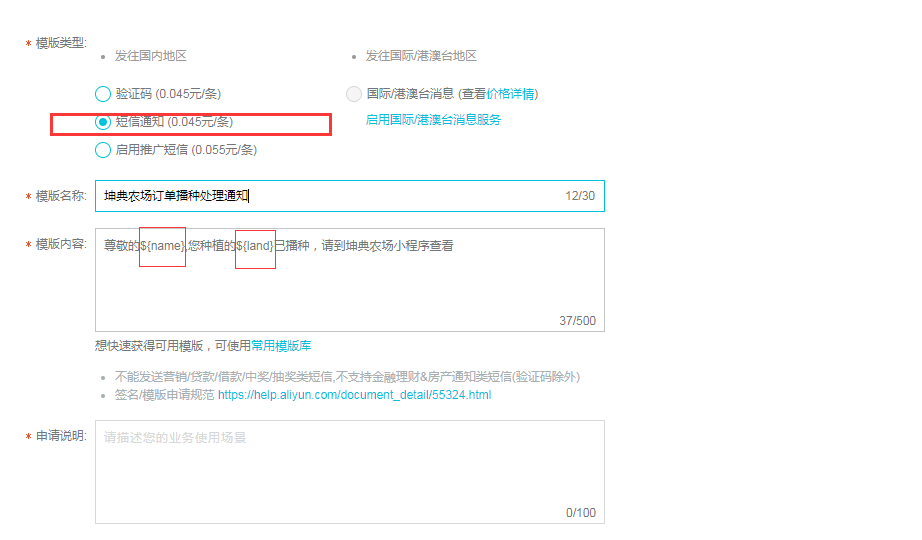 * 模版类型:
• 发往国内地区
• 发往国际/港澳台地区
验证码 (0.045元/条)
国际/港澳台消息 (查看价格详情)
短信通知 (0.045元/条)
启用国际/港澳台消息服务
启用推广短信 (0.055元/条)
* 模版名称:
坤典农场订单播种处理通知
12/30
* 模版内容:
尊敬的${name},您种植的${land}已播种，请到坤典农场小程序查看
37/500
想快速获得可用模版，可使用常用模版库
• 不能发送营销/贷款/借款/中奖/抽奖类短信,不支持金融理财&房产通知类短信(验证码除外)
• 签名/模版申请规范 https://help.aliyun.com/document_detail/55324.html
* 申请说明:
请描述您的业务使用场景
0/100